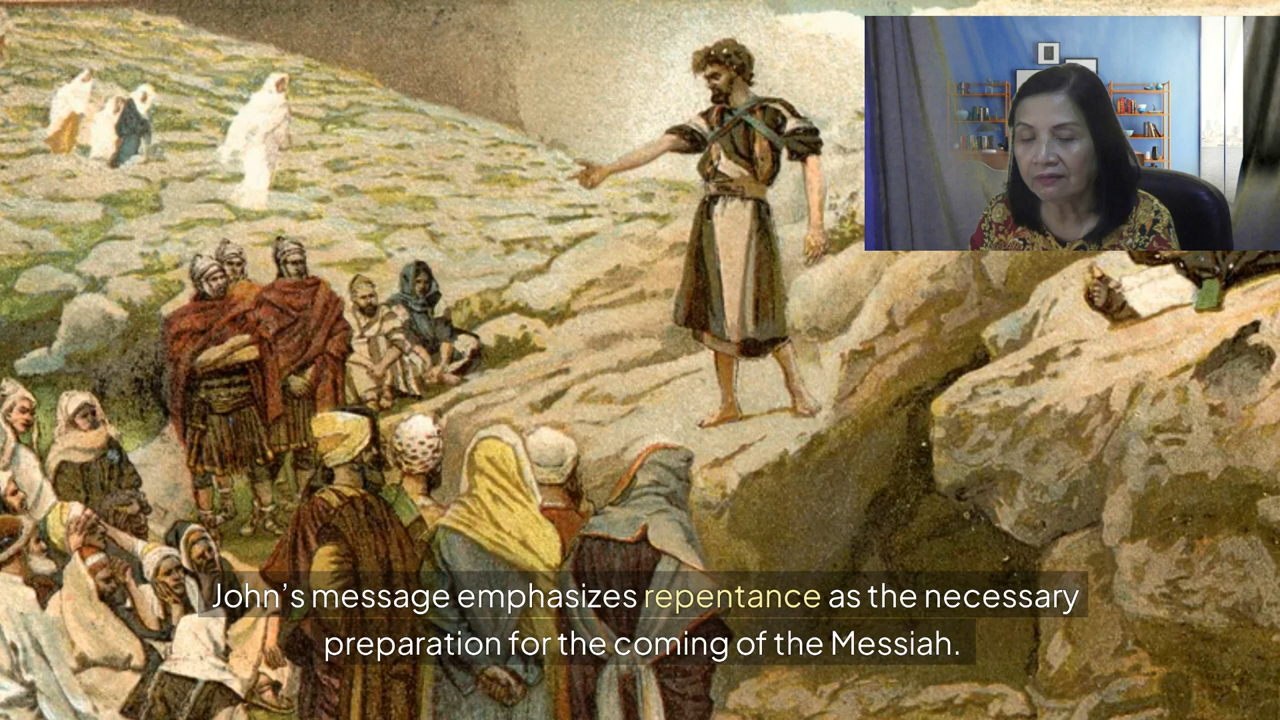 John’s message emphasizes repentance as the necessary
preparation for the coming of the Messiah.